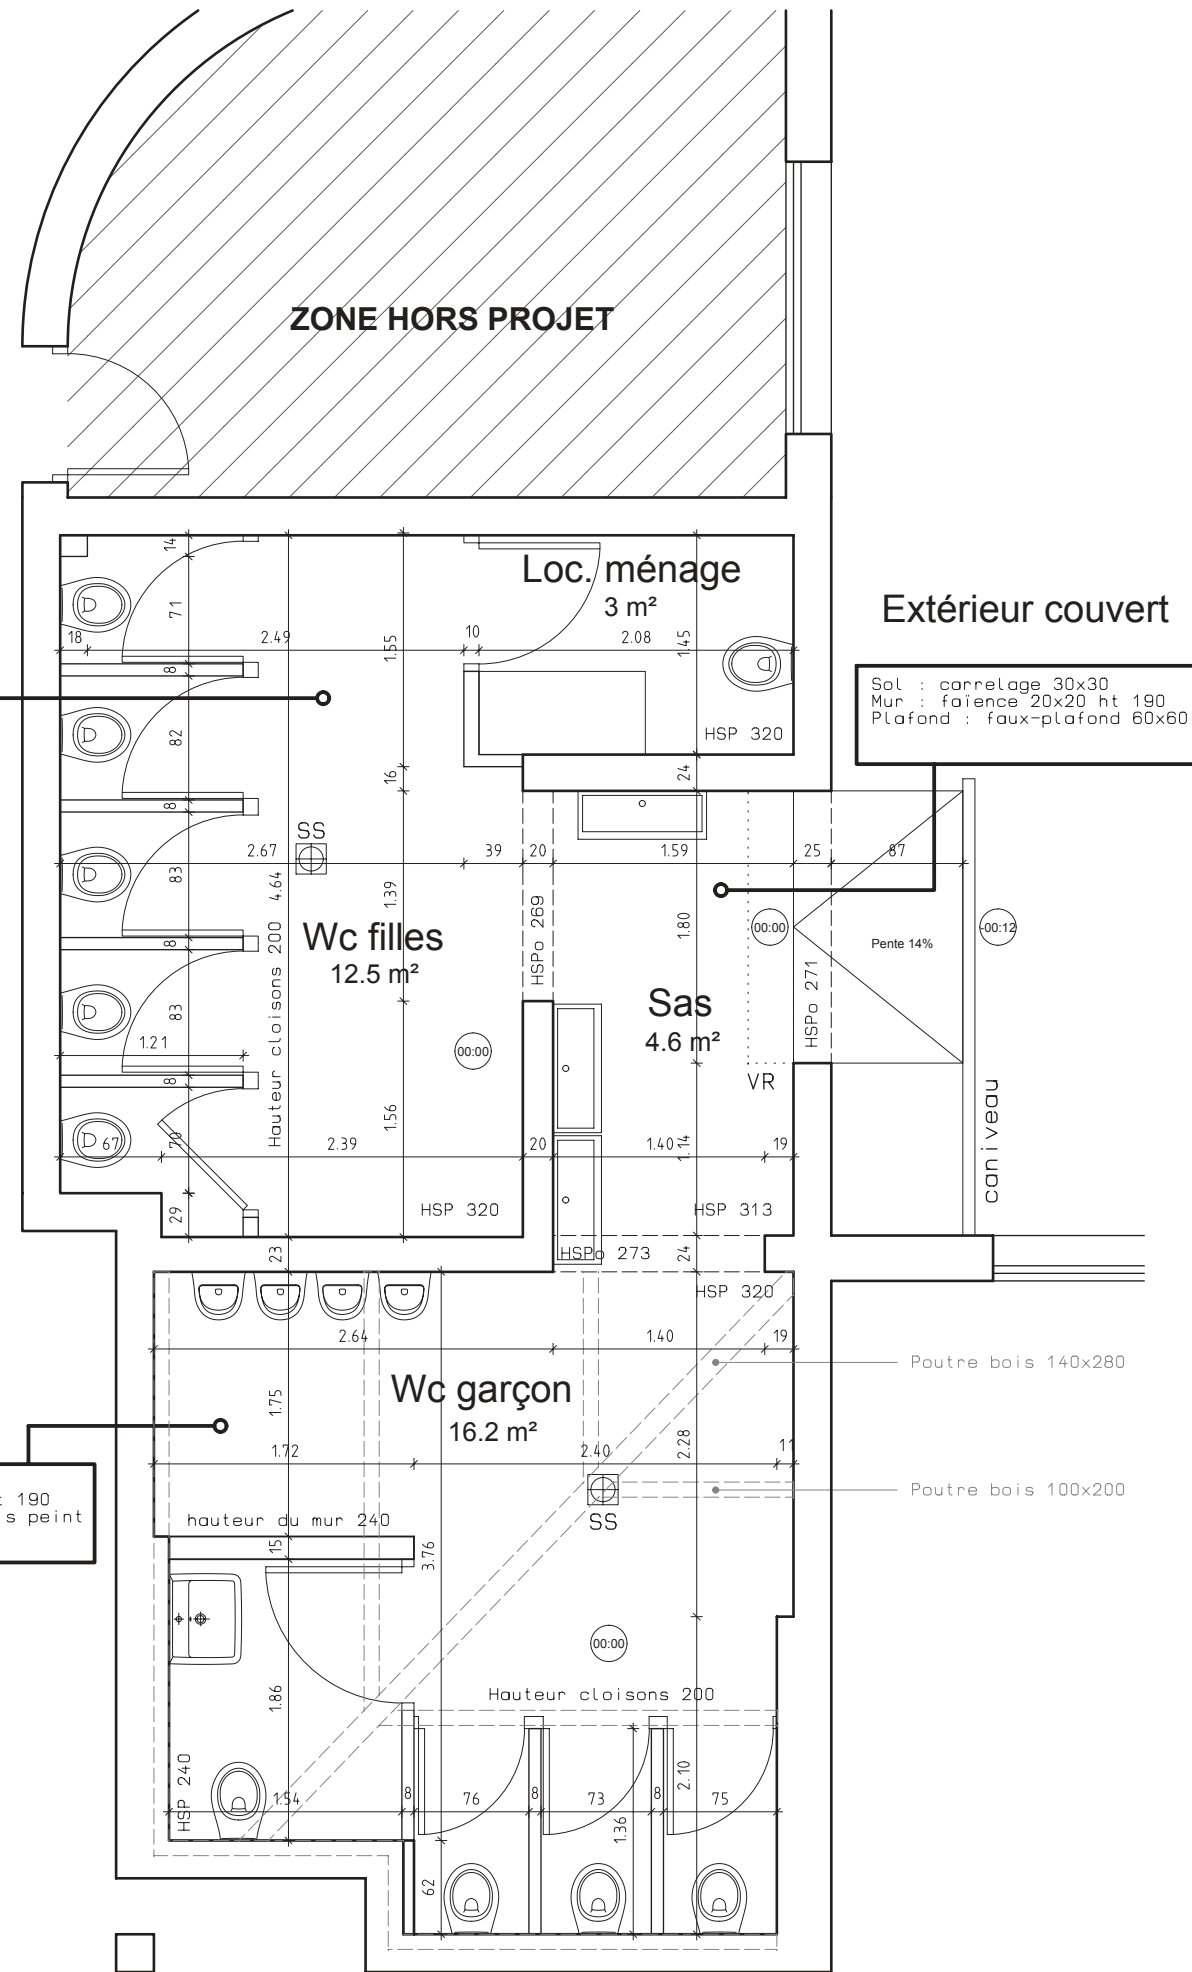 ZONE HORS PROJET
Loc. ménage
3 m²
Extérieur couvert
14
71
18
2.49
10
2.08
1.55
1.45
8
Sol : carrelage 30x30
Mur : faïence 20x20 ht 190
Plafond : faux-plafond 60x60
82
HSP 320
16
24
8
SS
2.67
39
20
1.59
25
87
83
4.64
1.39
HSPo 269
1.80
Wc filles
12.5 m²
00:00
Pente 14%
-00:12
8
Hauteur cloisons 200
HSPo 271
Sas
4.6 m²
83
1.21
00:00
VR
8
caniveau
1.56
67
70
2.39
20
1.40
1.14
19
29
HSP 320
HSP 313
23
HSPo 273
24
HSP 320
2.64
1.40
19
Poutre bois 140x280
Wc garçon
16.2 m²
1.75
1.72
2.40
2.28
11
Poutre bois 100x200
t 190
s peint
hauteur du mur 240
SS
15
3.76
00:00
1.86
Hauteur cloisons 200
HSP 240
1.54
8
76
8
73
8
75
2.10
1.36
62